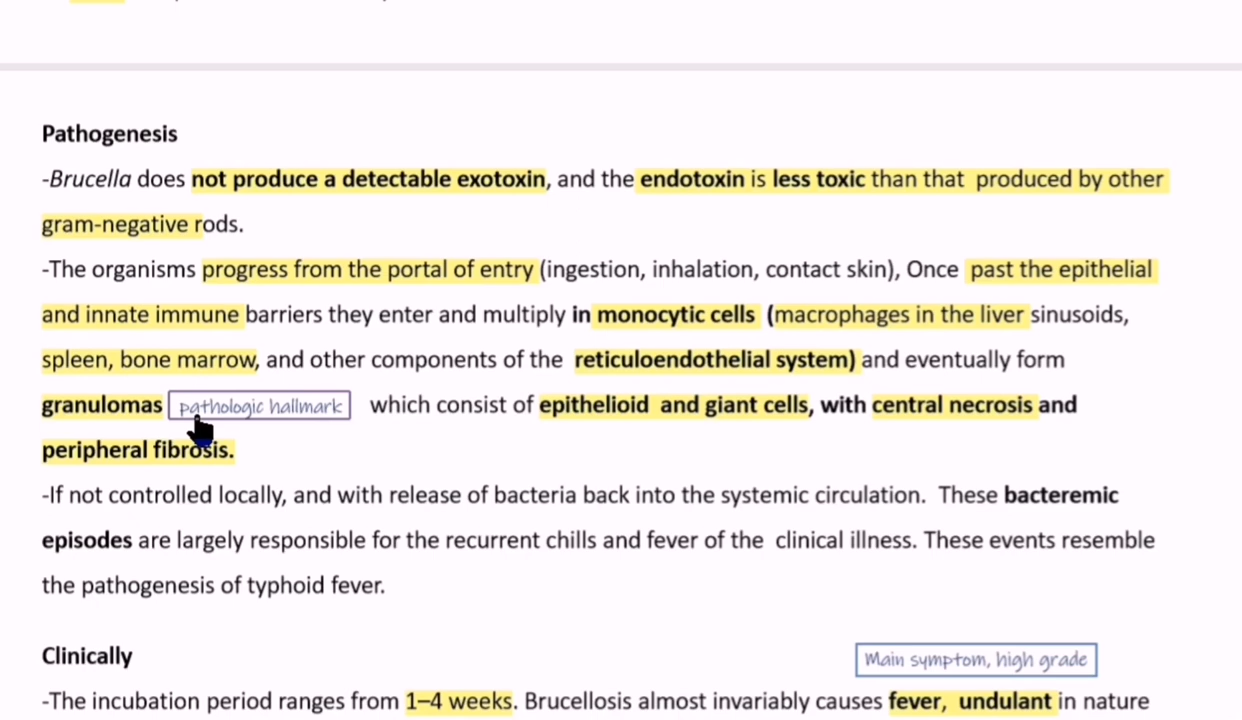 Pathogenesis
-Brucella does not produce a detectable exotoxin, and the endotoxin is less toxic than that produced by other
gram-negative rods.
-The organisms progress from the portal of entry (ingestion, inhalation, contact skin), Once past the epithelial
and innate immune barriers they enter and multiply in monocytic cells (macrophages in the liver sinusoids,
spleen, bone marrow, and other components of the reticuloendothelial system) and eventually form
granulomas pathologic hallmark which consist of epithelioid and giant cells, with central necrosis and
peripheral fibrosis.
-If not controlled locally, and with release of bacteria back into the systemic circulation. These bacteremic
episodes are largely responsible for the recurrent chills and fever of the clinical illness. These events resemble
the pathogenesis of typhoid fever.
Clinically
Main symptom, high grade
-The incubation period ranges from 1–4 weeks. Brucellosis almost invariably causes fever, undulant in nature